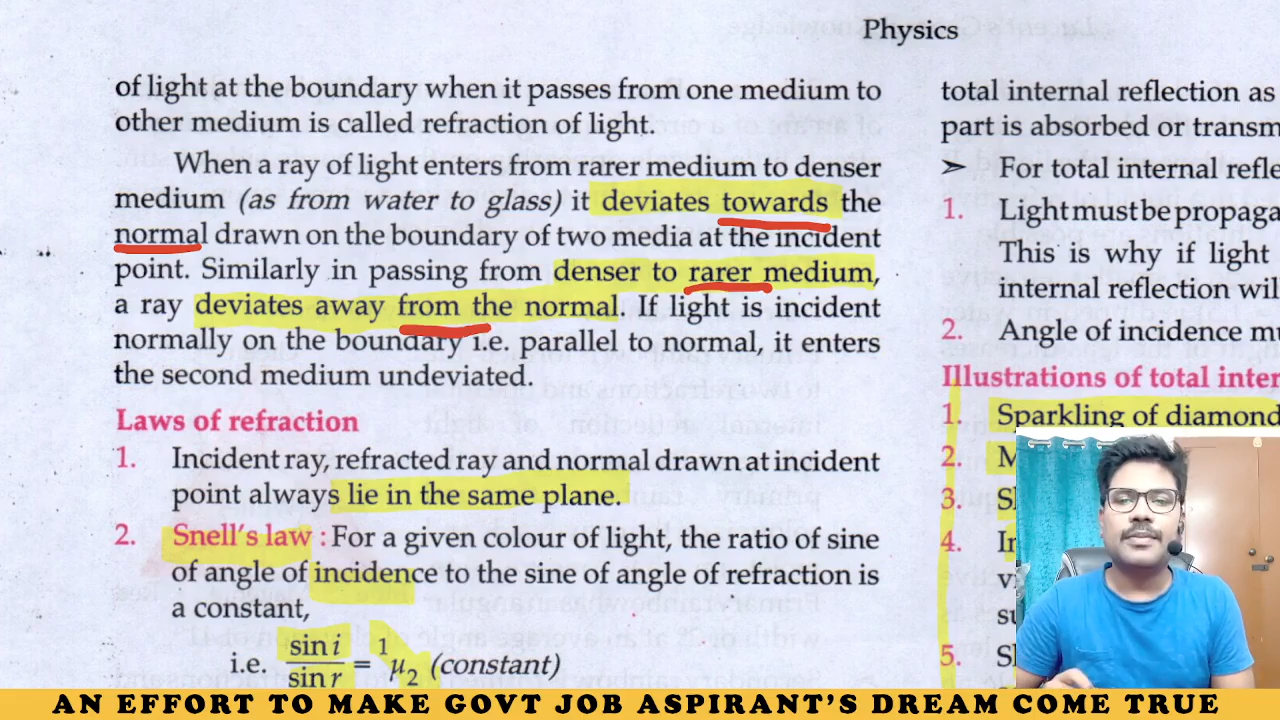 Physics
of light at the boundary when it passes from one medium to
other medium is called refraction of light.
When a ray of light enters from rarer medium to denser
medium (as from water to glass) it deviates towards the
normal drawn on the boundary of two media at the incident
point. Similarly in passing from denser to rarer medium,
a ray deviates away from the normal. If light is incident
normally on the boundary i.e. parallel to normal, it enters
the second medium undeviated.
Laws of refraction
1. Incident ray, refracted ray and normal drawn at incident
point always lie in the same plane.
2. Snell's law : For a given colour of light, the ratio of sine
of angle of incidence to the sine of angle of refraction is
a constant,
i.e. sin i / sin r = ¹μ₂ (constant)
total internal reflection as
part is absorbed or transm
➢ For total internal refle
1. Light must be propaga
This is why if light
internal reflection wil
2. Angle of incidence mu
Illustrations of total inter
1. Sparkling of diamond
2. M
3. S
4. I
v
su
5. S
AN EFFORT TO MAKE GOVT JOB ASPIRANT'S DREAM COME TRUE